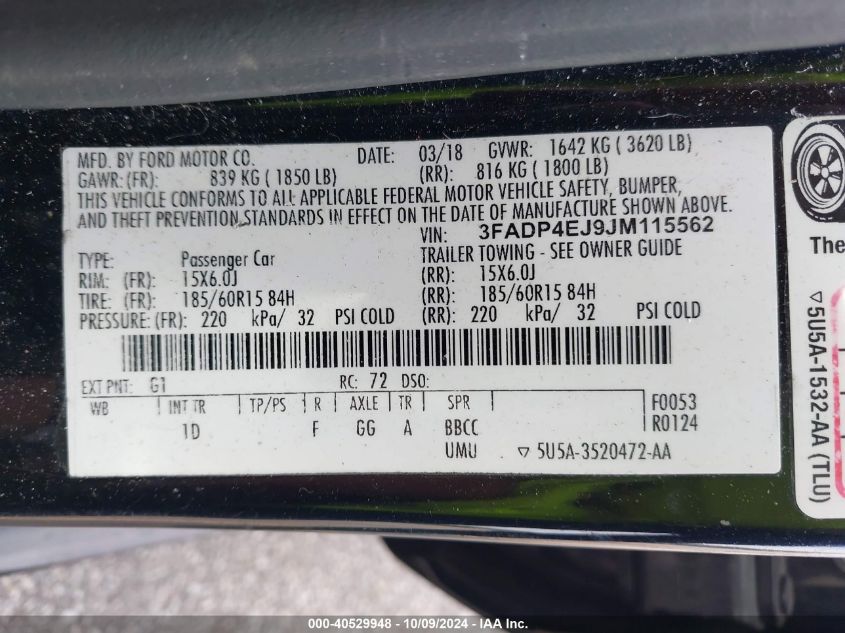 MFD. BY FORD MOTOR CO. DATE: 03/18 GVWR: 1642 KG ( 3620 LB)
GAWR:(FR): 839 KG ( 1850 LB) (RR): 816 KG ( 1800 LB)
THIS VEHICLE CONFORMS TO ALL APPLICABLE FEDERAL MOTOR VEHICLE SAFETY, BUMPER,
AND THEFT PREVENTION STANDARDS IN EFFECT ON THE DATE OF MANUFACTURE SHOWN ABOVE.
VIN: 3FADP4EJ9JM115562
TYPE: Passenger Car TRAILER TOWING - SEE OWNER GUIDE
RIM: (FR): 15X6.0J (RR): 15X6.0J
TIRE: (FR): 185/60R15 84H (RR): 185/60R15 84H
PRESSURE:(FR): 220 kPa/ 32 PSI COLD (RR): 220 kPa/ 32 PSI COLD
EXT PNT: G1 RC: 72 DSO:
WB INT TR TP/PS R AXLE TR SPR F0053
1D F GG A BBCC R0124
UMU ▽ 5U5A-3520472-AA
The
▽ 5U5A-1532-AA (TLU)
000-40529948 - 10/09/2024 - IAA Inc.